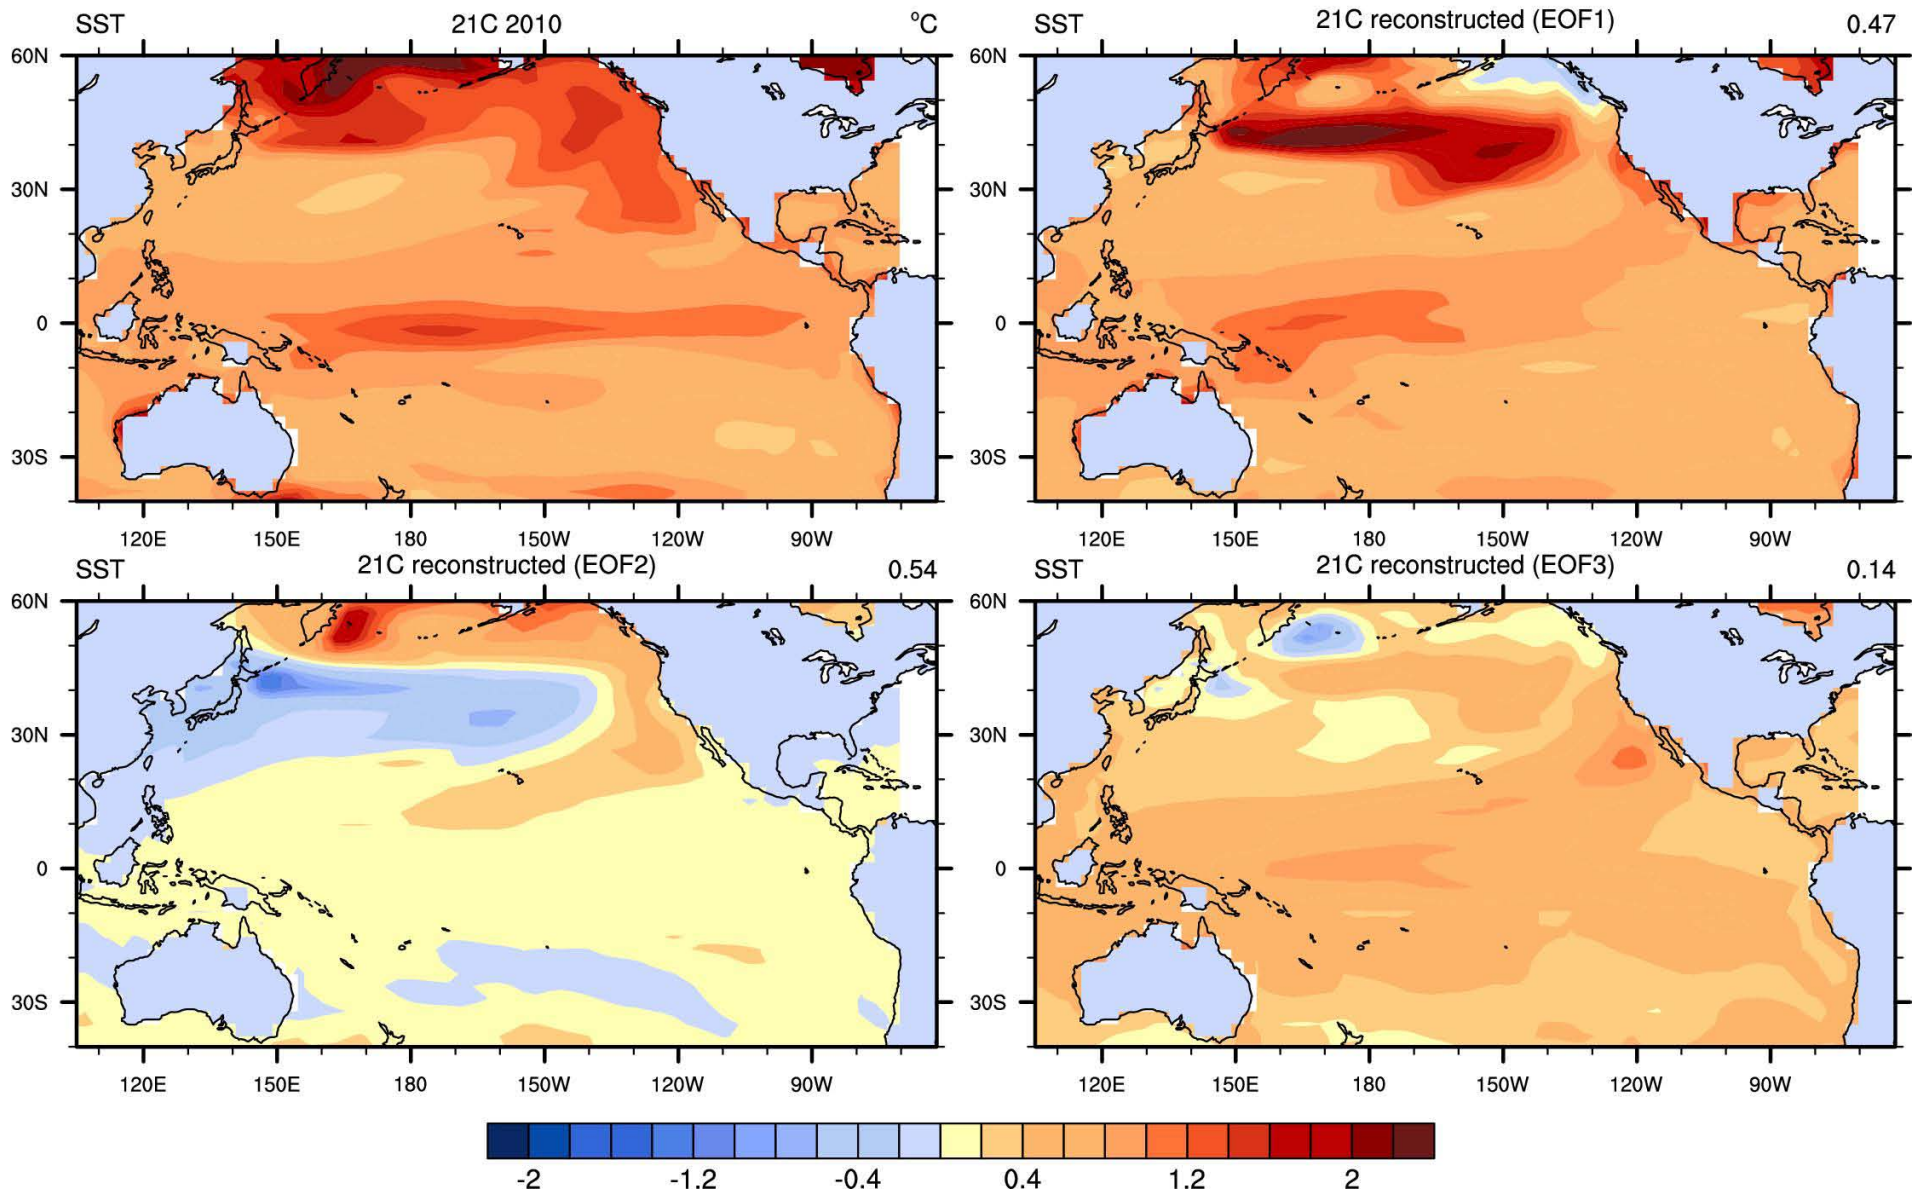 SST 21C 2010 °C
60N
30N
0
30S
120E 150E 180 150W 120W 90W
SST 21C reconstructed (EOF1) 0.47
60N
30N
0
30S
120E 150E 180 150W 120W 90W
SST 21C reconstructed (EOF2) 0.54
60N
30N
0
30S
120E 150E 180 150W 120W 90W
SST 21C reconstructed (EOF3) 0.14
60N
30N
0
30S
120E 150E 180 150W 120W 90W
-2 -1.2 -0.4 0.4 1.2 2